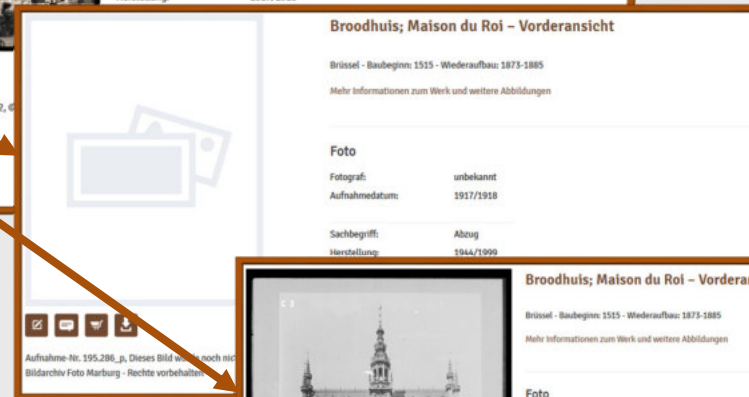 Broodhuis; Maison du Roi – Vorderansicht
Brüssel - Baubeginn: 1515 - Wiederaufbau: 1873-1885
Mehr Informationen zum Werk und weitere Abbildungen
Foto
Fotograf: unbekannt
Aufnahmedatum: 1917/1918
Sachbegriff: Abzug
Herstellung: 1944/1999
Aufnahme-Nr. 195.286_p, Dieses Bild noch
Bildarchiv Foto Marburg - Rechte vorbehalten
Broodhuis; Maison du Roi –
Brüssel - Baubeginn: 1515 - Wiederaufbau: 1873-1885
Mehr Informationen zum Werk und weitere Abbildungen
Foto